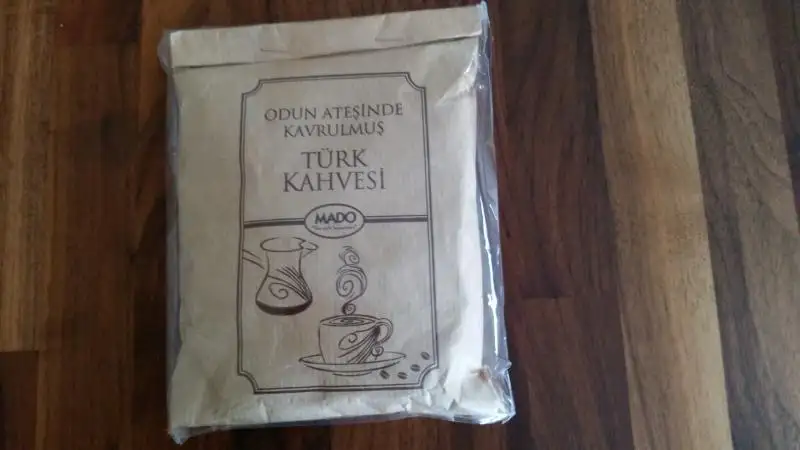 ODUN ATEŞİNDE
KAVRULMUŞ
TÜRK
KAHVESİ
MADO